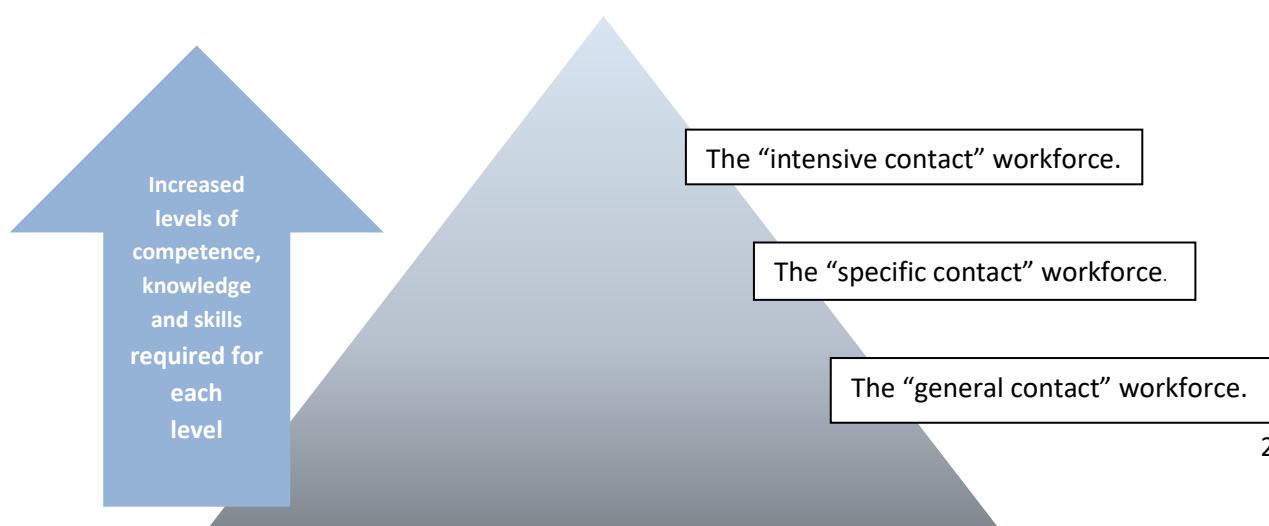 Increased
levels of
competence,
knowledge
and skills
required for
each
level
The “intensive contact” workforce.
The “specific contact” workforce.
The “general contact” workforce.
2